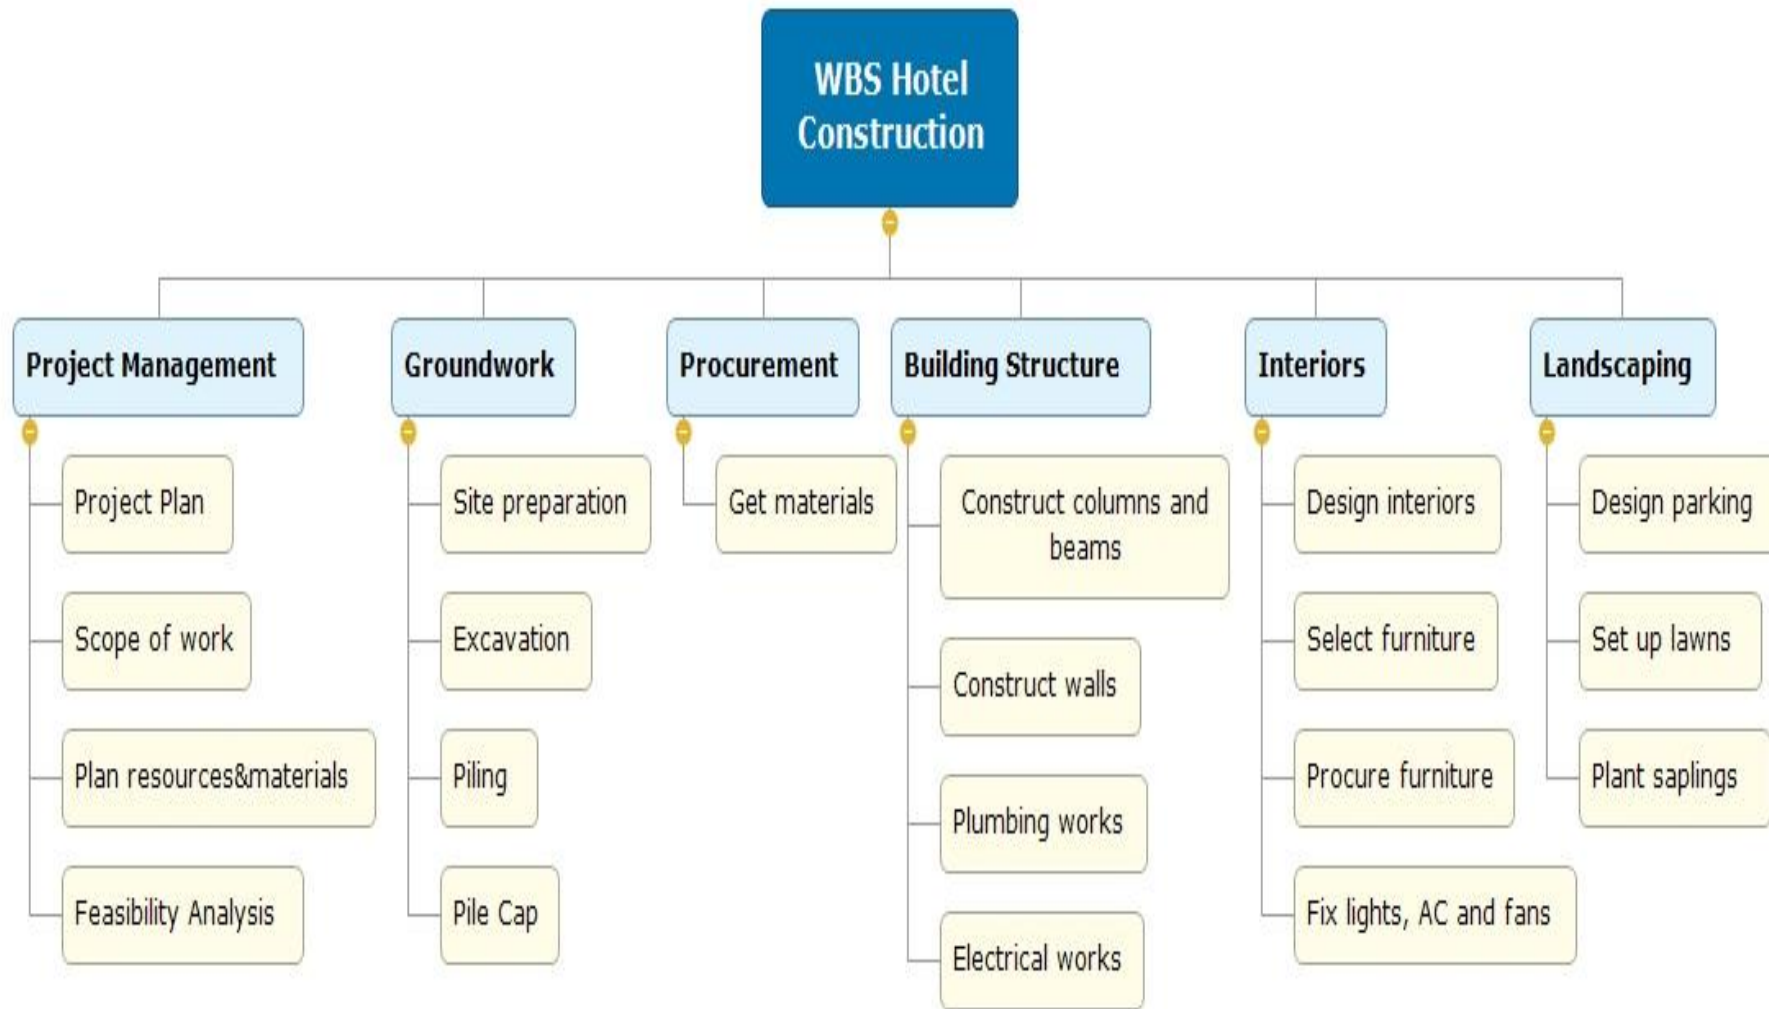 WBS Hotel
Construction
Project Management
Groundwork
Procurement
Building Structure
Interiors
Landscaping
Project Plan
Scope of work
Plan resources&materials
Feasibility Analysis
Site preparation
Excavation
Piling
Pile Cap
Get materials
Construct columns and
beams
Construct walls
Plumbing works
Electrical works
Design interiors
Select furniture
Procure furniture
Fix lights, AC and fans
Design parking
Set up lawns
Plant saplings